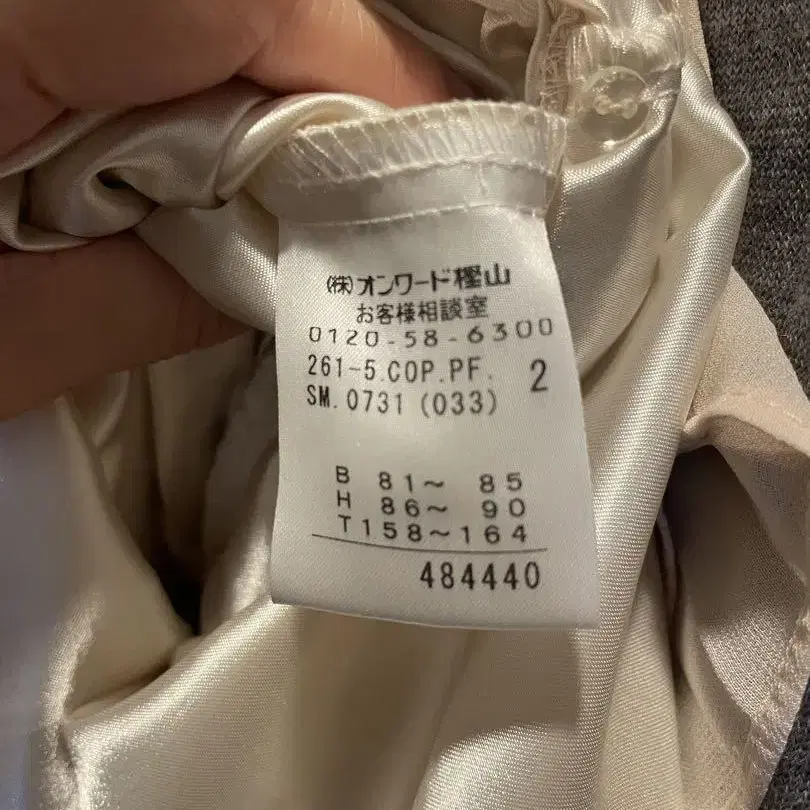 (株)オンワード樫山
お客様相談室
0120-58-6300
261-5.COP.PF. 2
SM.0731(033)
B 81~ 85
H 86~ 90
T158~164
484440